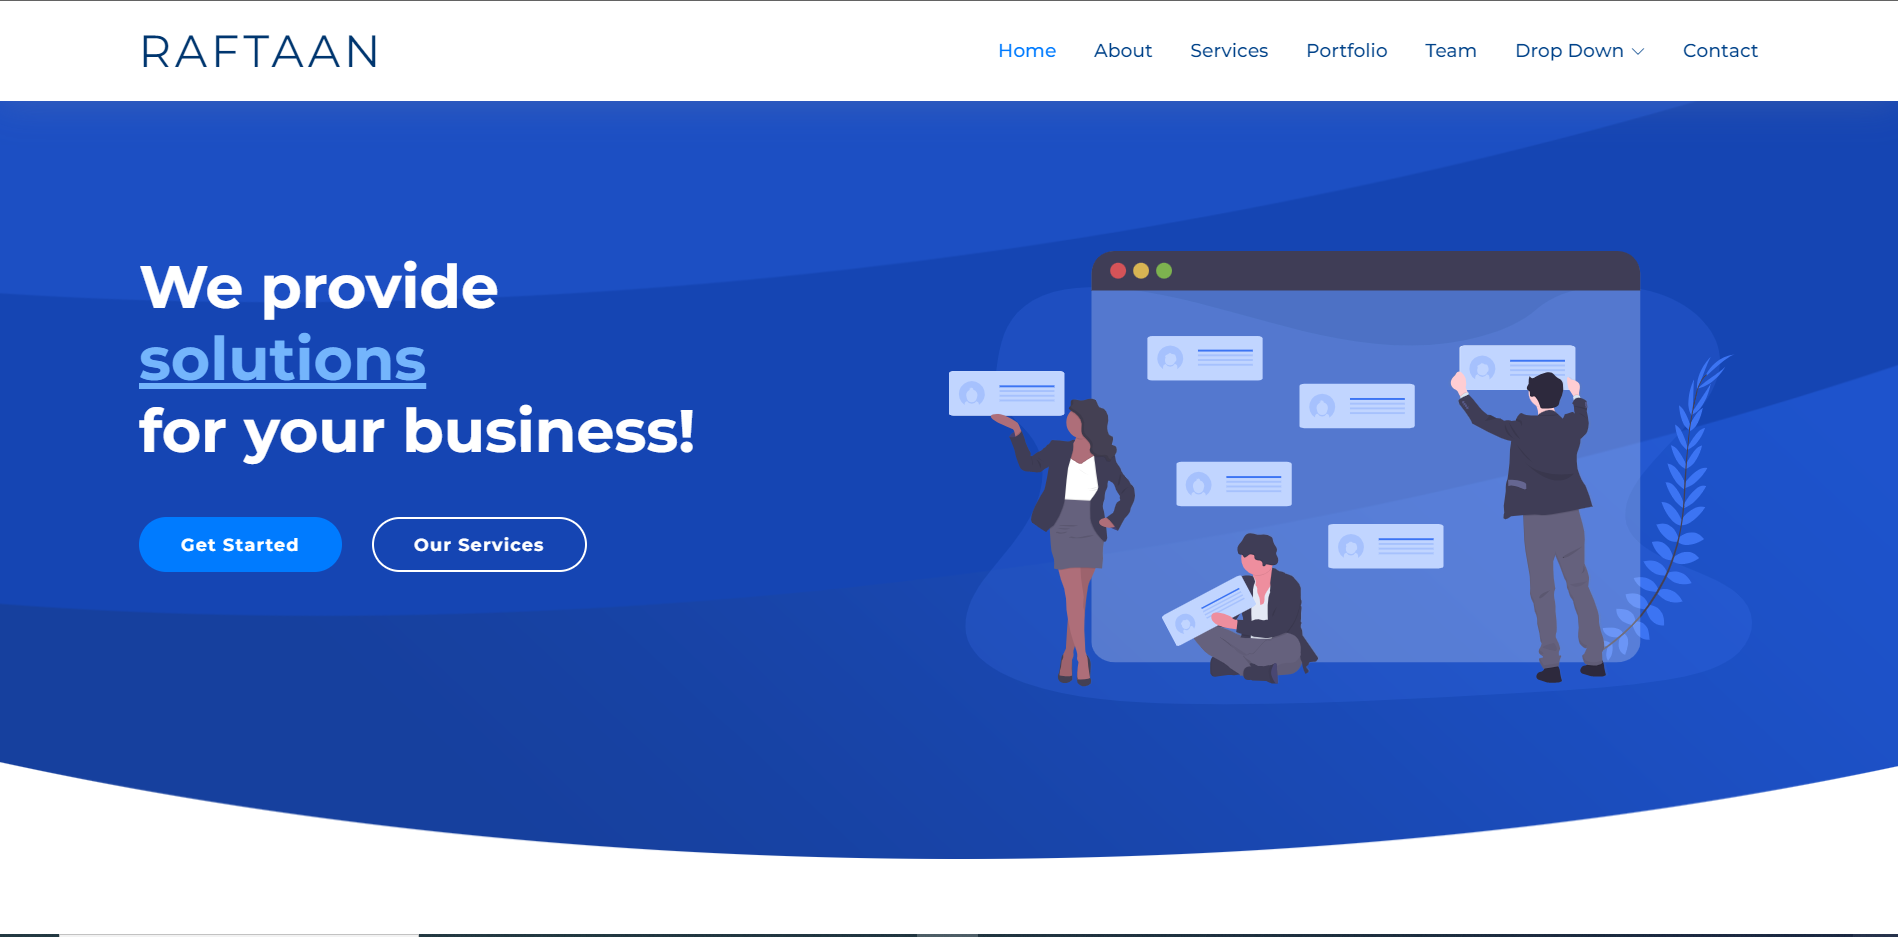 RAFTAAN
Home About Services Portfolio Team Drop Down Contact
We provide
solutions
for your business!
Get Started Our Services